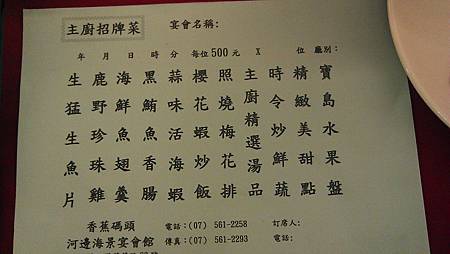 主廚招牌菜
宴會名稱：
年 月 日 時 分 每位500元 X 位 廳別：
生猛生魚片
鹿野珍珠雞
海鮮魚翅羹
黑鮪魚香腸
蒜味活海蝦
櫻花蝦炒飯
照燒梅花排
主廚精選湯品
時令炒鮮蔬
精緻美甜點
寶島水果盤
香蕉碼頭 電話：(07) 561-2258 訂席人：
河邊海景宴會館 傳真：(07) 561-2293 電話：